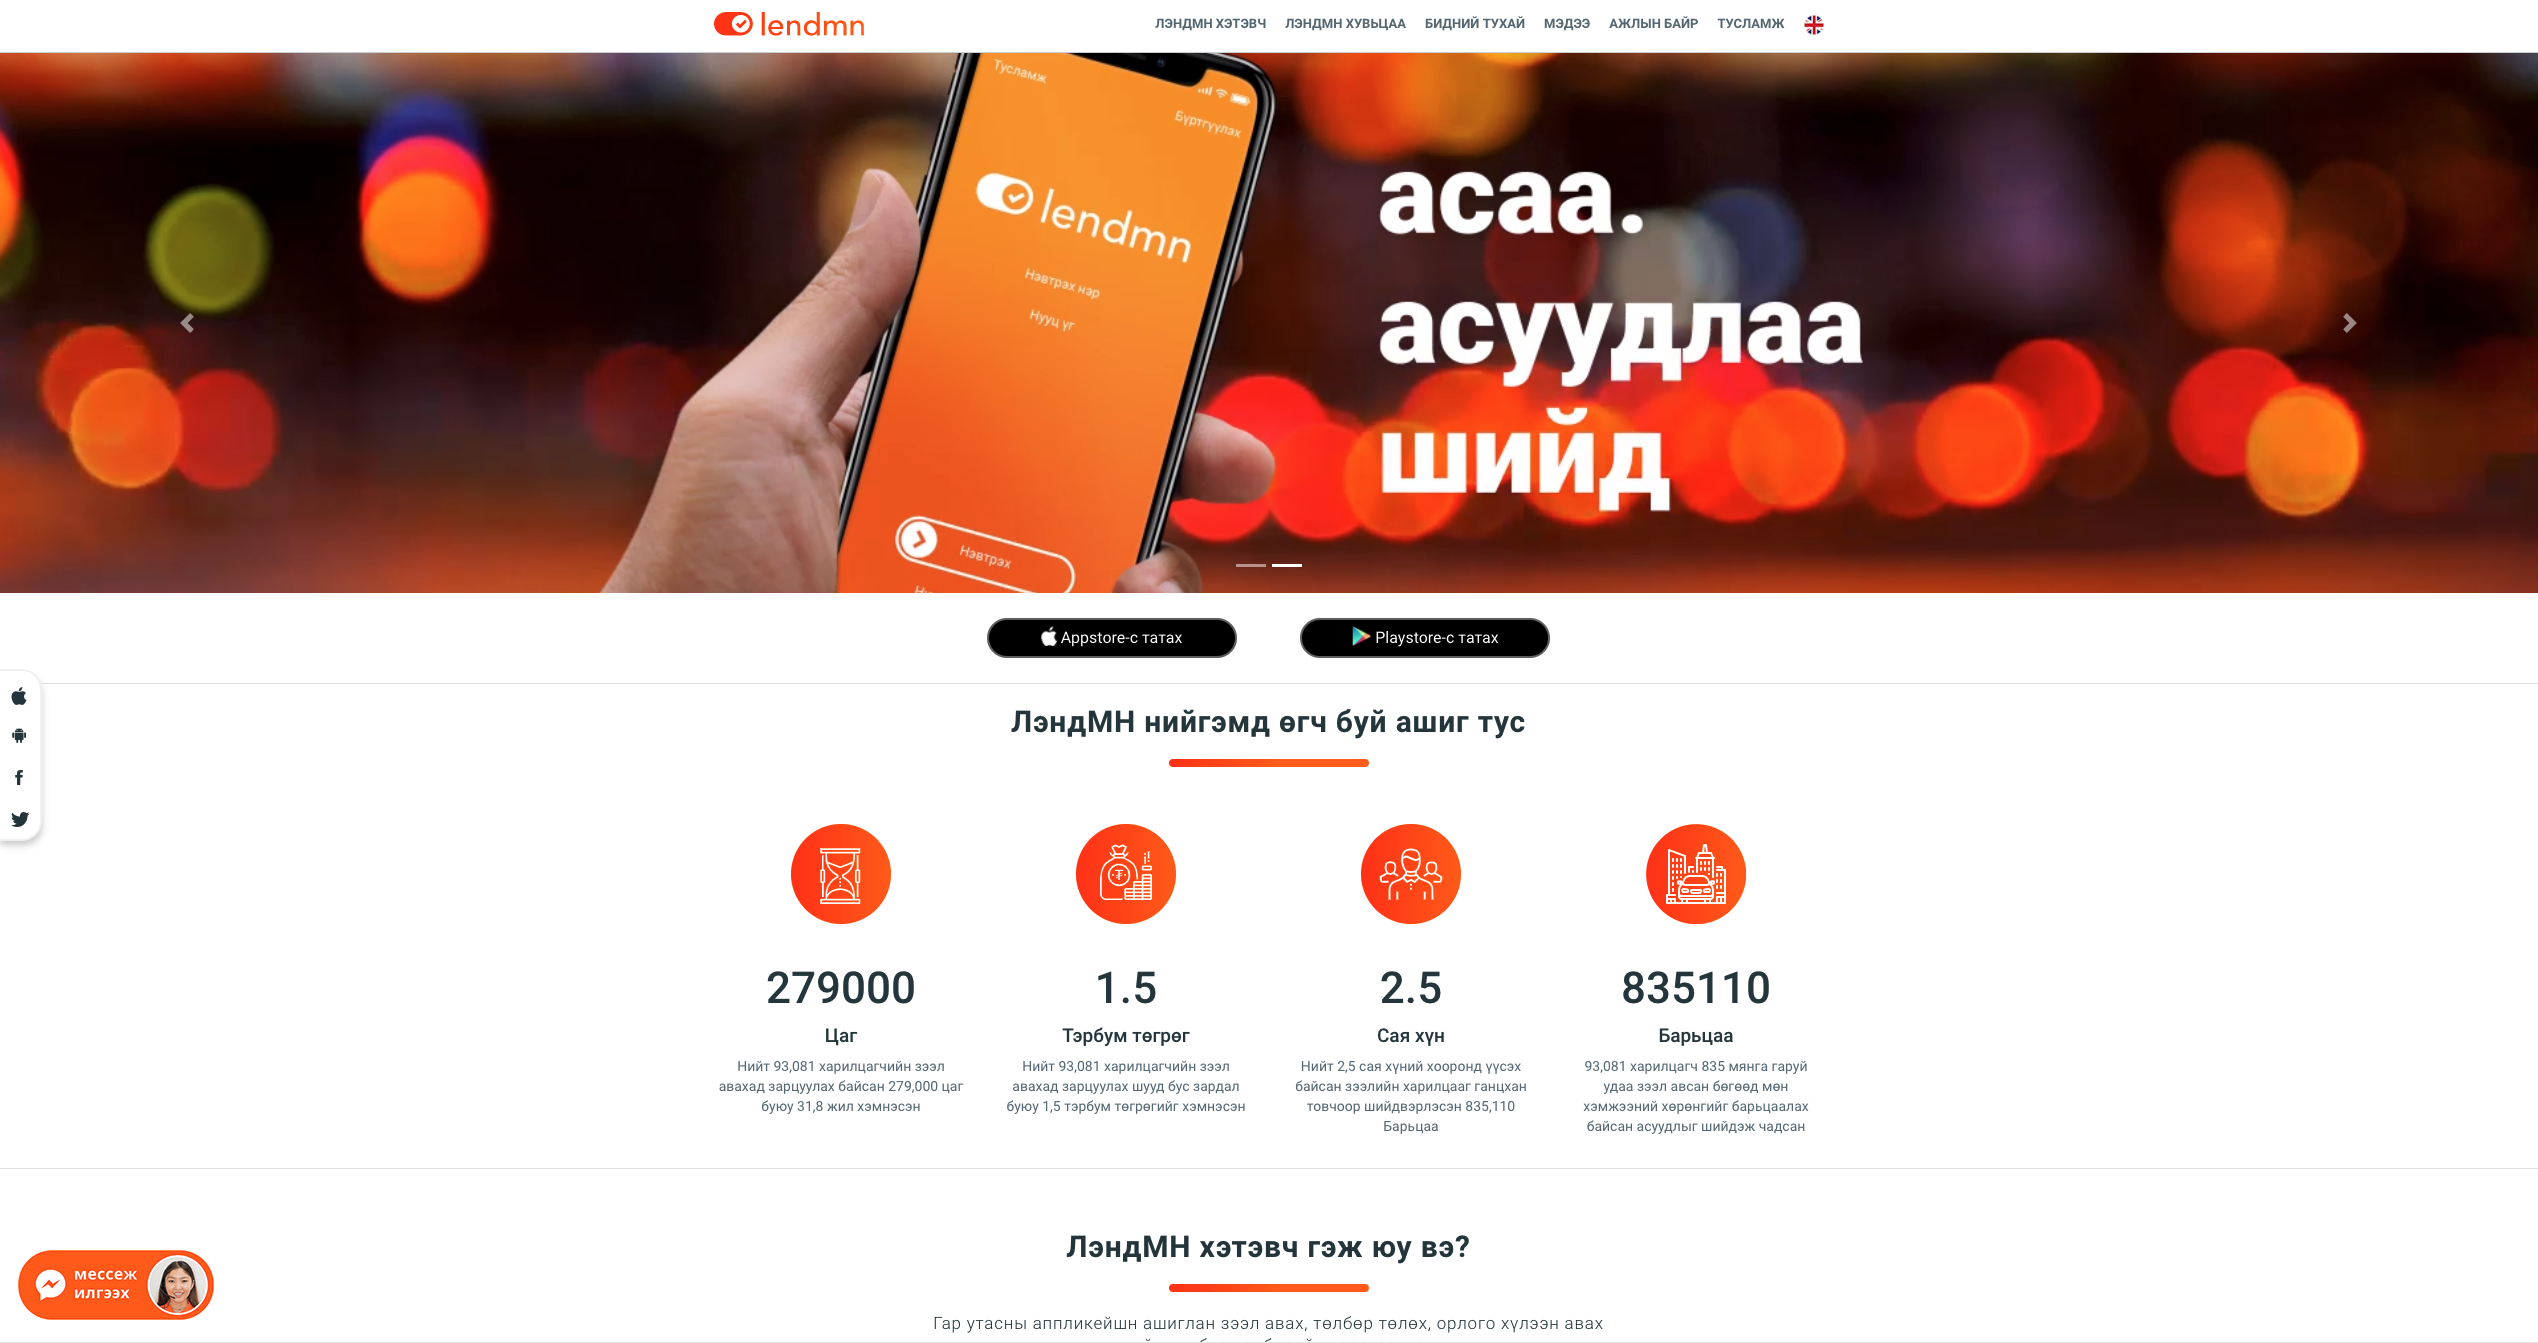 lendmn
ЛЭНДМН ХЭТЭВЧ ЛЭНДМН ХУВЬЦАА БИДНИЙ ТУХАЙ МЭДЭЭ АЖЛЫН БАЙР ТУСЛАМЖ
Тусламж
Бүртгүүлэх
lendmn
Нэвтрэх нэр
Нууц үг
Нэвтрэх
асаа.
асуудлаа
шийд
Appstore-с татах
Playstore-с татах
ЛэндМН нийгэмд өгч буй ашиг тус
279000
Цаг
Нийт 93,081 харилцагчийн зээл
авахад зарцуулах байсан 279,000 цаг
буюу 31,8 жил хэмнэсэн
1.5
Тэрбум төгрөг
Нийт 93,081 харилцагчийн зээл
авахад зарцуулах шууд бус зардал
буюу 1,5 тэрбум төгрөгийг хэмнэсэн
2.5
Сая хүн
Нийт 2,5 сая хүний хооронд үүсэх
байсан зээлийн харилцааг ганцхан
товчоор шийдвэрлэсэн 835,110
Барьцаа
835110
Барьцаа
93,081 харилцагч 835 мянга гаруй
удаа зээл авсан бөгөөд мөн
хэмжээний хөрөнгийг барьцаалах
байсан асуудлыг шийдэж чадсан
ЛэндМН хэтэвч гэж юу вэ?
Гар утасны аппликейшн ашиглан зээл авах, төлбөр төлөх, орлого хүлээн авах
мессеж
илгээх